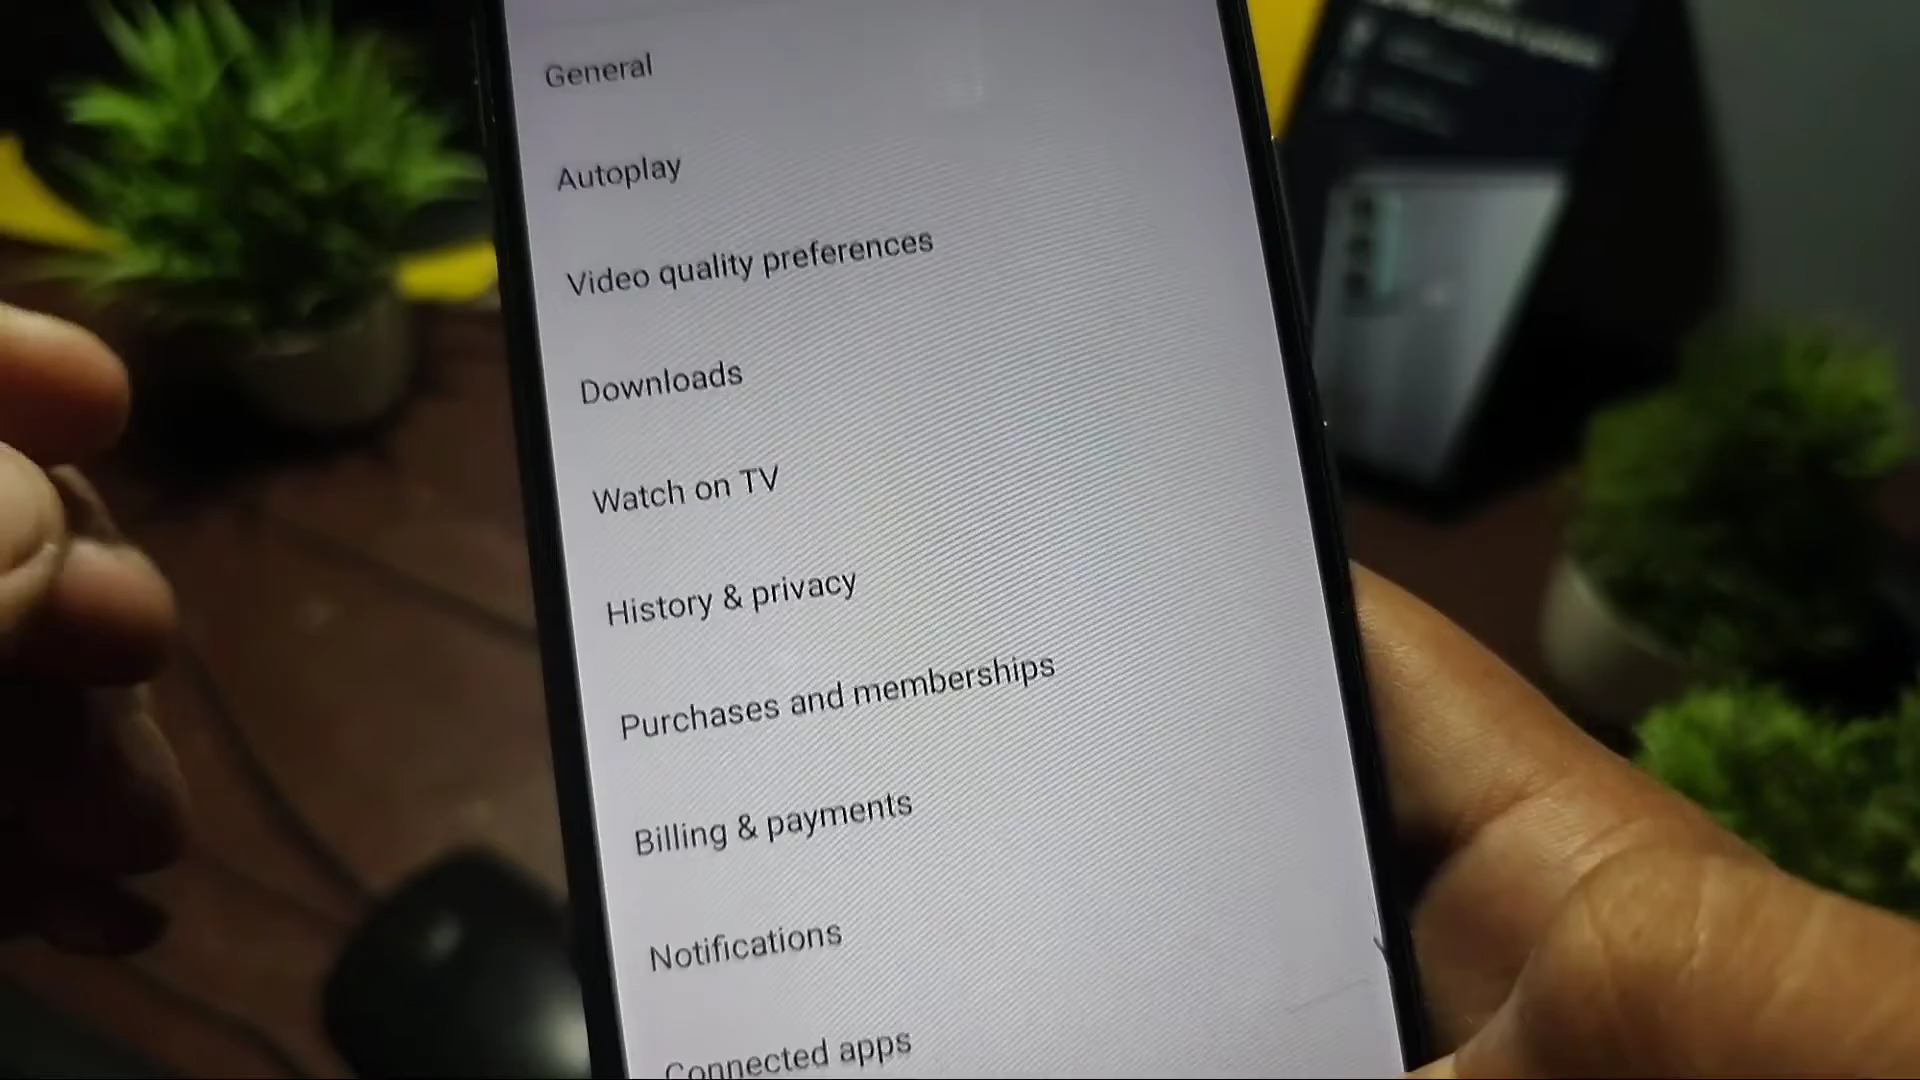 General
Autoplay
Video quality preferences
Downloads
Watch on TV
History & privacy
Purchases and memberships
Billing & payments
Notifications
Connected apps